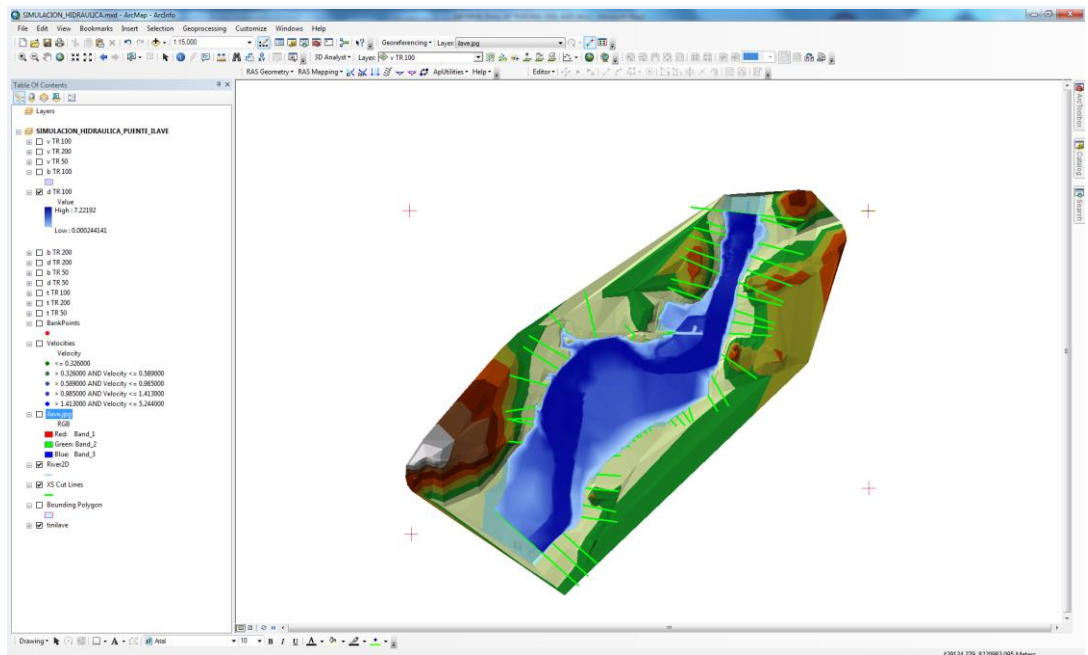 SIMULACION_HIDRAULICA.mxd - ArcMap - ArcInfo
File Edit View Bookmarks Insert Selection Geoprocessing Customize Windows Help
1:15,000 Georeferencing Layer: ilave.jpg
3D Analyst Layer: v TR 100
RAS Geometry RAS Mapping ApUtilities Help Editor
Table Of Contents
Layers
SIMULACION_HIDRAULICA_PUENTE_ILAVE
v TR 100
v TR 200
v TR 50
b TR 100
d TR 100
Value
High : 7.22192
Low : 0.000244141
b TR 200
d TR 200
b TR 50
d TR 50
t TR 100
t TR 200
t TR 50
BankPoints
Velocities
Velocity
<= 0.326000
> 0.326000 AND Velocity <= 0.589000
> 0.589000 AND Velocity <= 0.985000
> 0.985000 AND Velocity <= 1.413000
> 1.413000 AND Velocity <= 5.244000
ilave.jpg
RGB
Red: Band_1
Green: Band_2
Blue: Band_3
River2D
XS Cut Lines
Bounding Polygon
tinilave
ArcToolbox
Catalog
Search
Drawing A Arial 10 B I U A